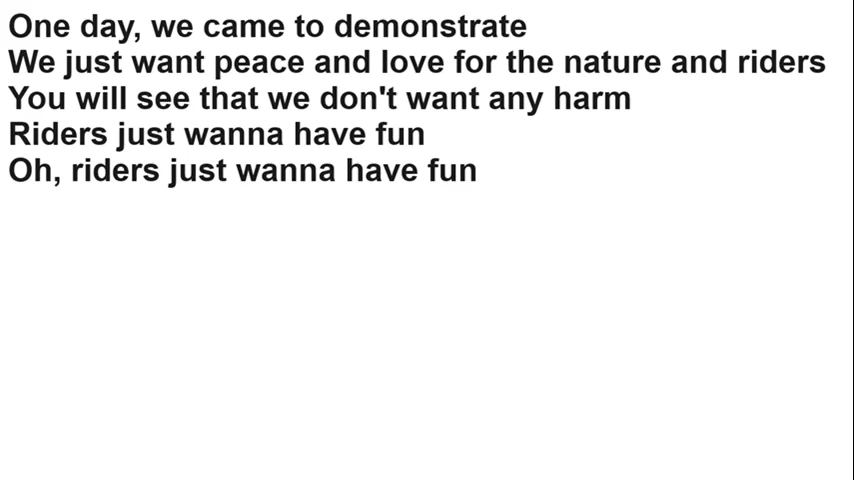 One day, we came to demonstrate
We just want peace and love for the nature and riders
You will see that we don't want any harm
Riders just wanna have fun
Oh, riders just wanna have fun